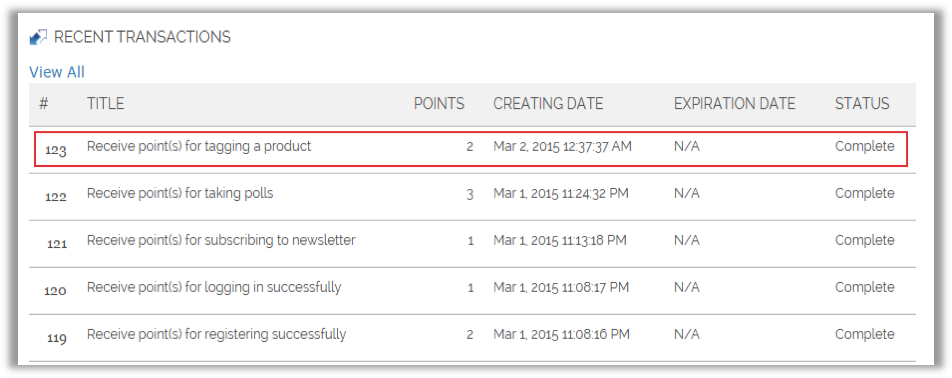 RECENT TRANSACTIONS
View All
# TITLE POINTS CREATING DATE EXPIRATION DATE STATUS
123 Receive point(s) for tagging a product 2 Mar 2, 2015 12:37:37 AM N/A Complete
122 Receive point(s) for taking polls 3 Mar 1, 2015 11:24:32 PM N/A Complete
121 Receive point(s) for subscribing to newsletter 1 Mar 1, 2015 11:13:18 PM N/A Complete
120 Receive point(s) for logging in successfully 1 Mar 1, 2015 11:08:17 PM N/A Complete
119 Receive point(s) for registering successfully 2 Mar 1, 2015 11:08:16 PM N/A Complete